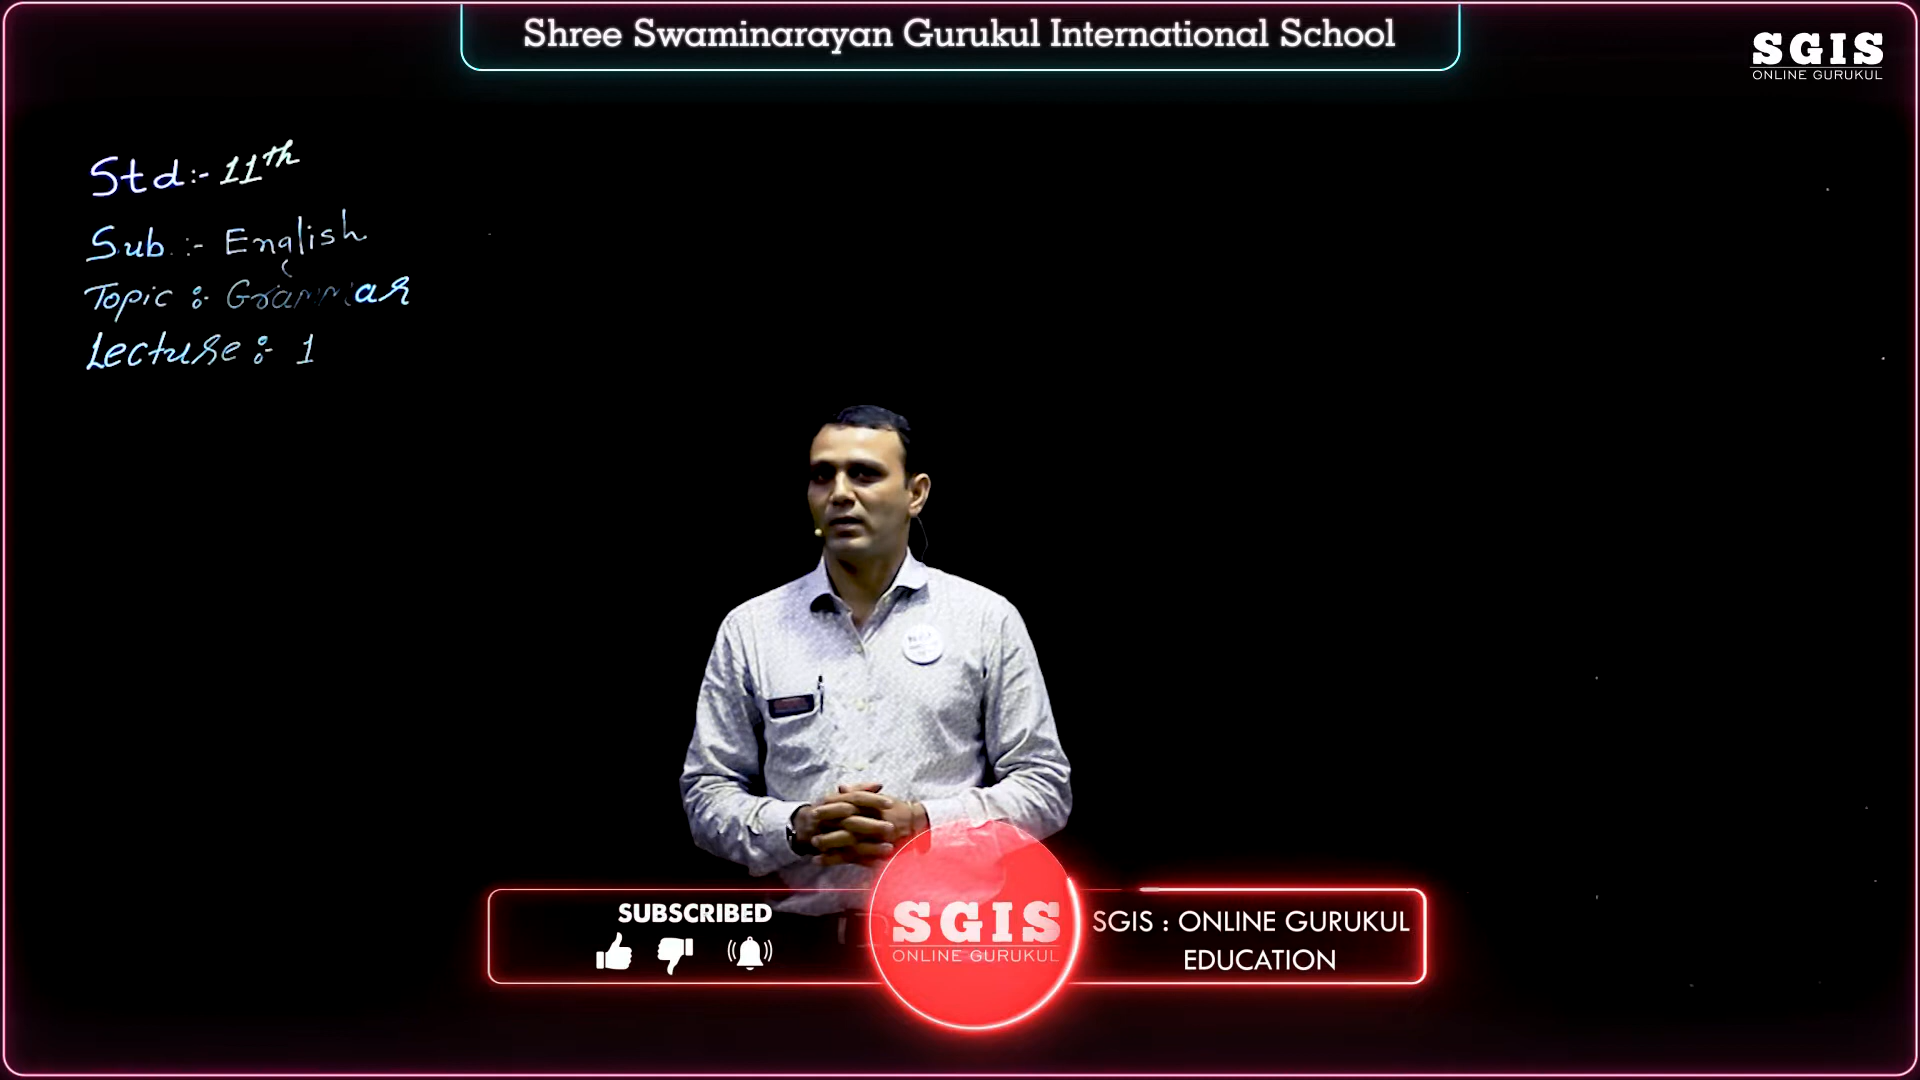 Shree Swaminarayan Gurukul International School
SGIS
ONLINE GURUKUL
Std:- 11th
Sub :- English
Topic :- Grammar
Lecture :- 1
SUBSCRIBED
SGIS
ONLINE GURUKUL
SGIS : ONLINE GURUKUL
EDUCATION